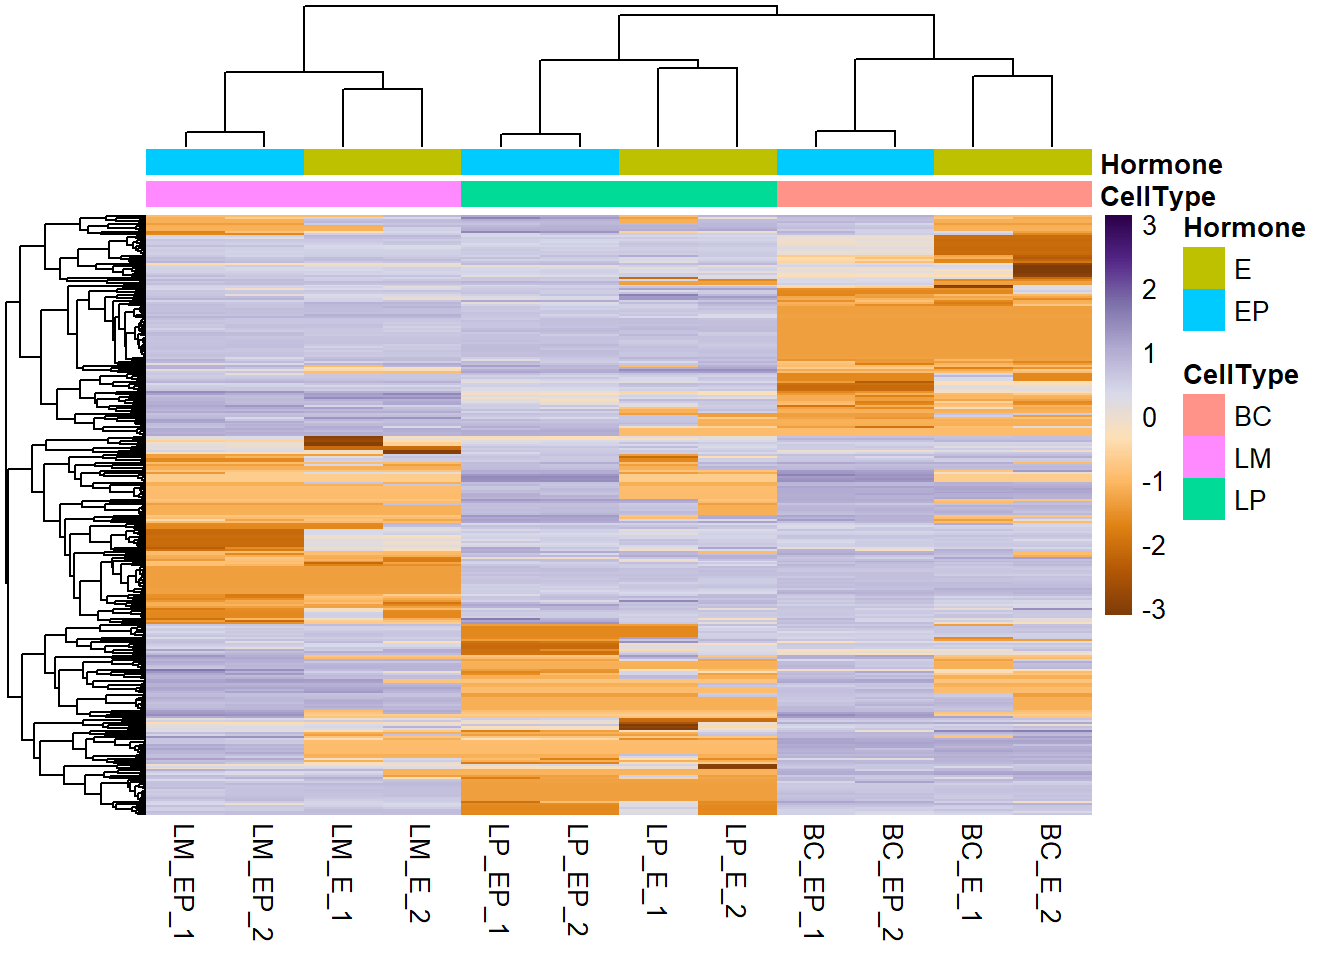 Hormone
CellType
3
2
1
0
-1
-2
-3
Hormone
E
EP
CellType
BC
LM
LP
LM_EP_1
LM_EP_2
LM_E_1
LM_E_2
LP_EP_1
LP_EP_2
LP_E_1
LP_E_2
BC_EP_1
BC_EP_2
BC_E_1
BC_E_2